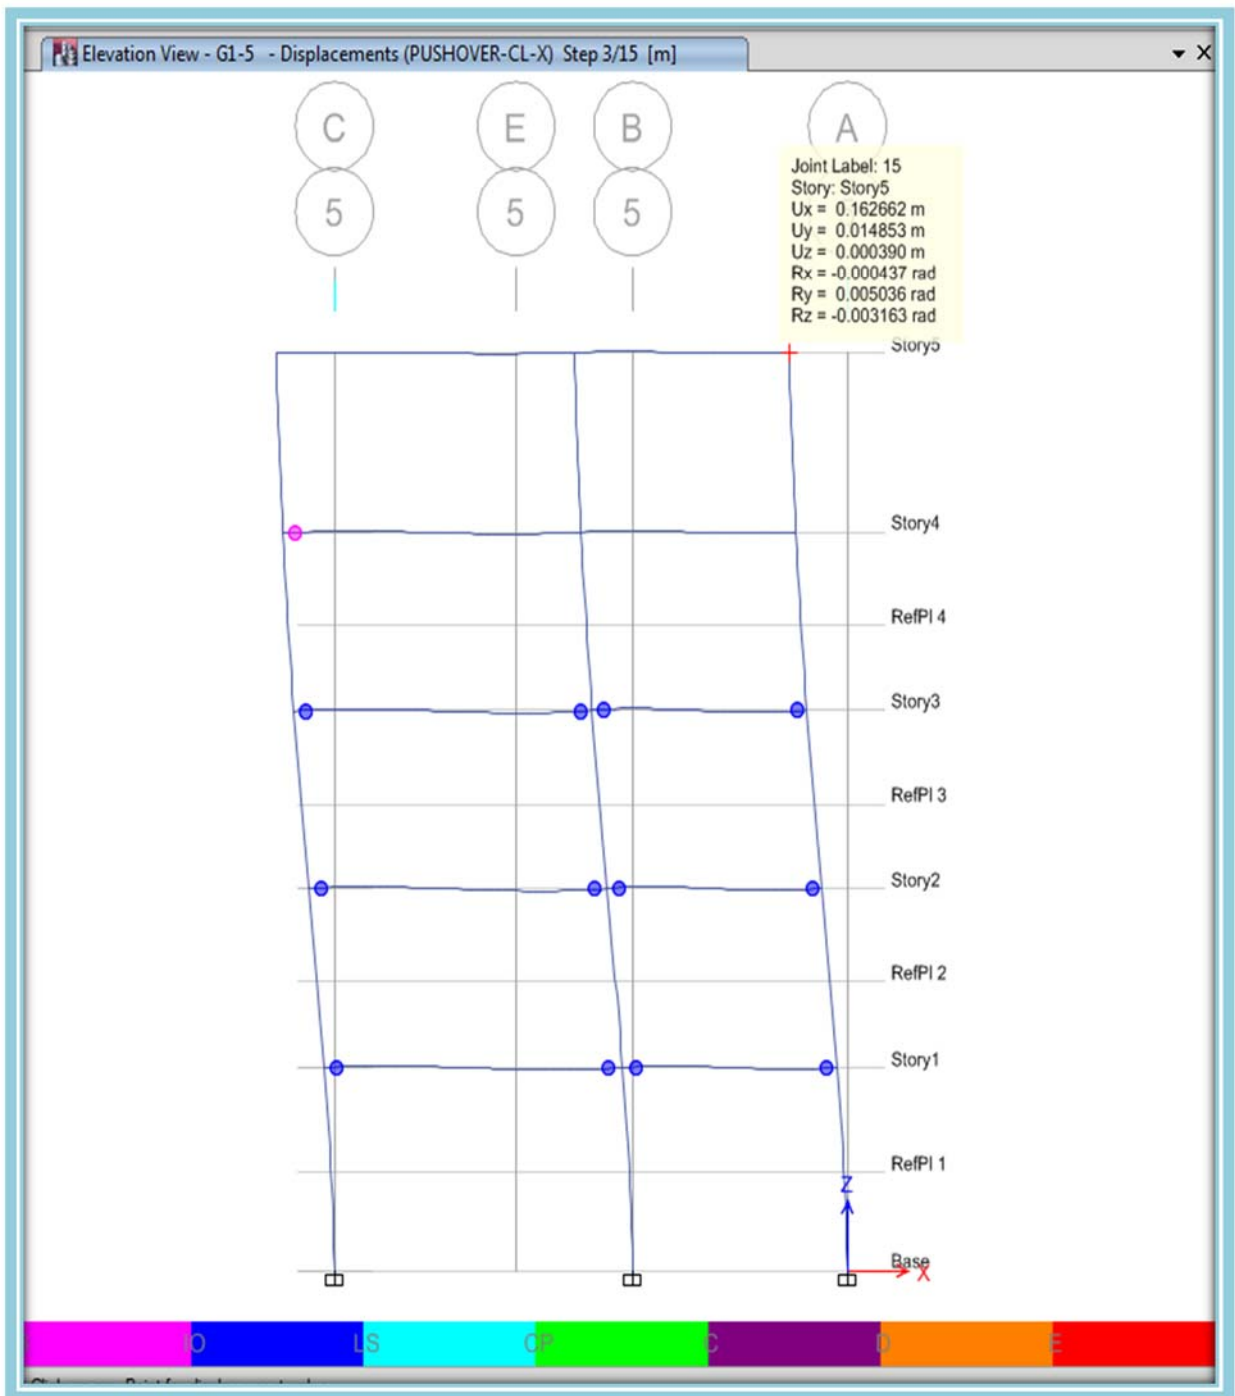 Elevation View - G1-5 - Displacements (PUSHOVER-CL-X) Step 3/15 [m]
C E B A
5 5 5
Joint Label: 15
Story: Story5
Ux = 0.162662 m
Uy = 0.014853 m
Uz = 0.000390 m
Rx = -0.000437 rad
Ry = 0.005036 rad
Rz = -0.003163 rad
Story5
Story4
RefPl 4
Story3
RefPl 3
Story2
RefPl 2
Story1
RefPl 1
Z
Base
X
IO LS CP C D E